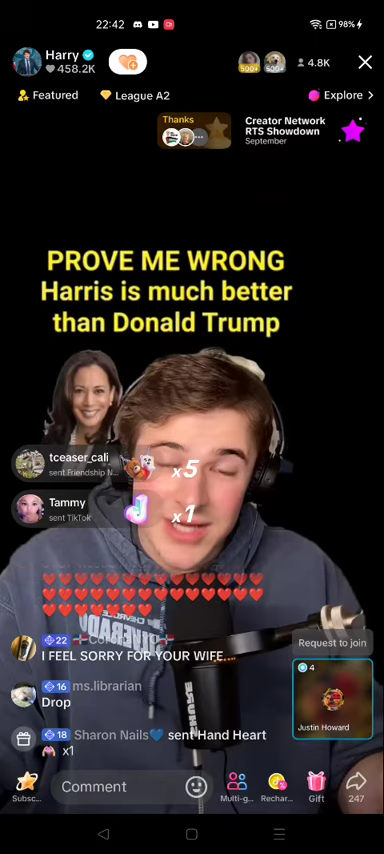 22:42
98%
Harry
458.2K
500+
500+
4.8K
Featured
League A2
Explore
Thanks
Creator Network
RTS Showdown
September
PROVE ME WRONG
Harris is much better
than Donald Trump
tceaser_cali
sent Friendship N...
x5
Tammy
sent TikTok
x1
22
I FEEL SORRY FOR YOUR WIFE
Request to join
4
Justin Howard
16 ms.librarian
Drop
18 Sharon Nails💙 sent Hand Heart
x1
Subsc...
Comment
Multi-g...
Rechar...
Gift
247